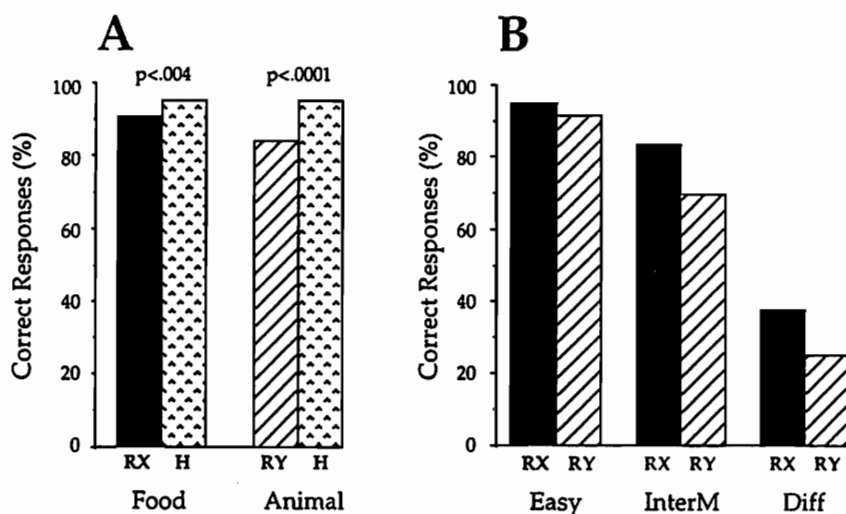 A
p<.004 p<.0001
100
80
60
40
20
0
Correct Responses (%)
RX H RY H
Food Animal
B
100
80
60
40
20
0
Correct Responses (%)
RX RY RX RY RX RY
Easy InterM Diff